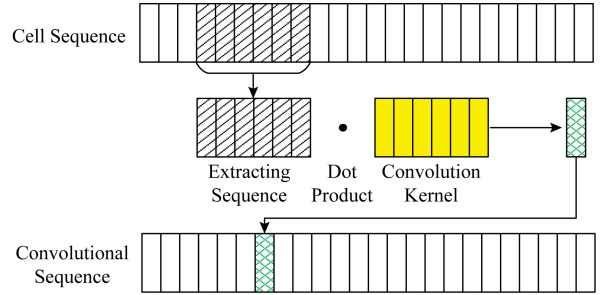 Cell Sequence
Extracting
Sequence
Dot
Product
Convolution
Kernel
Convolutional
Sequence